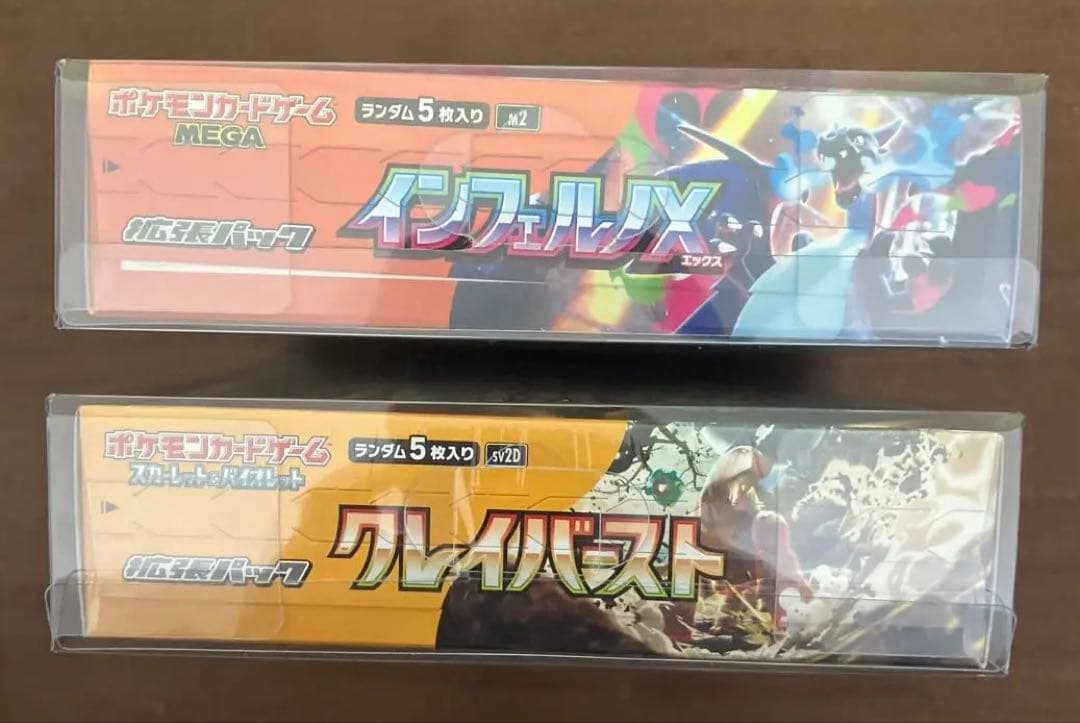 ポケモンカードゲーム
MEGA
ランダム5枚入り
M2
拡張パック
インフェルノX
エックス
ポケモンカードゲーム
スカーレット&バイオレット
ランダム5枚入り
SV2D
拡張パック
クレイバースト